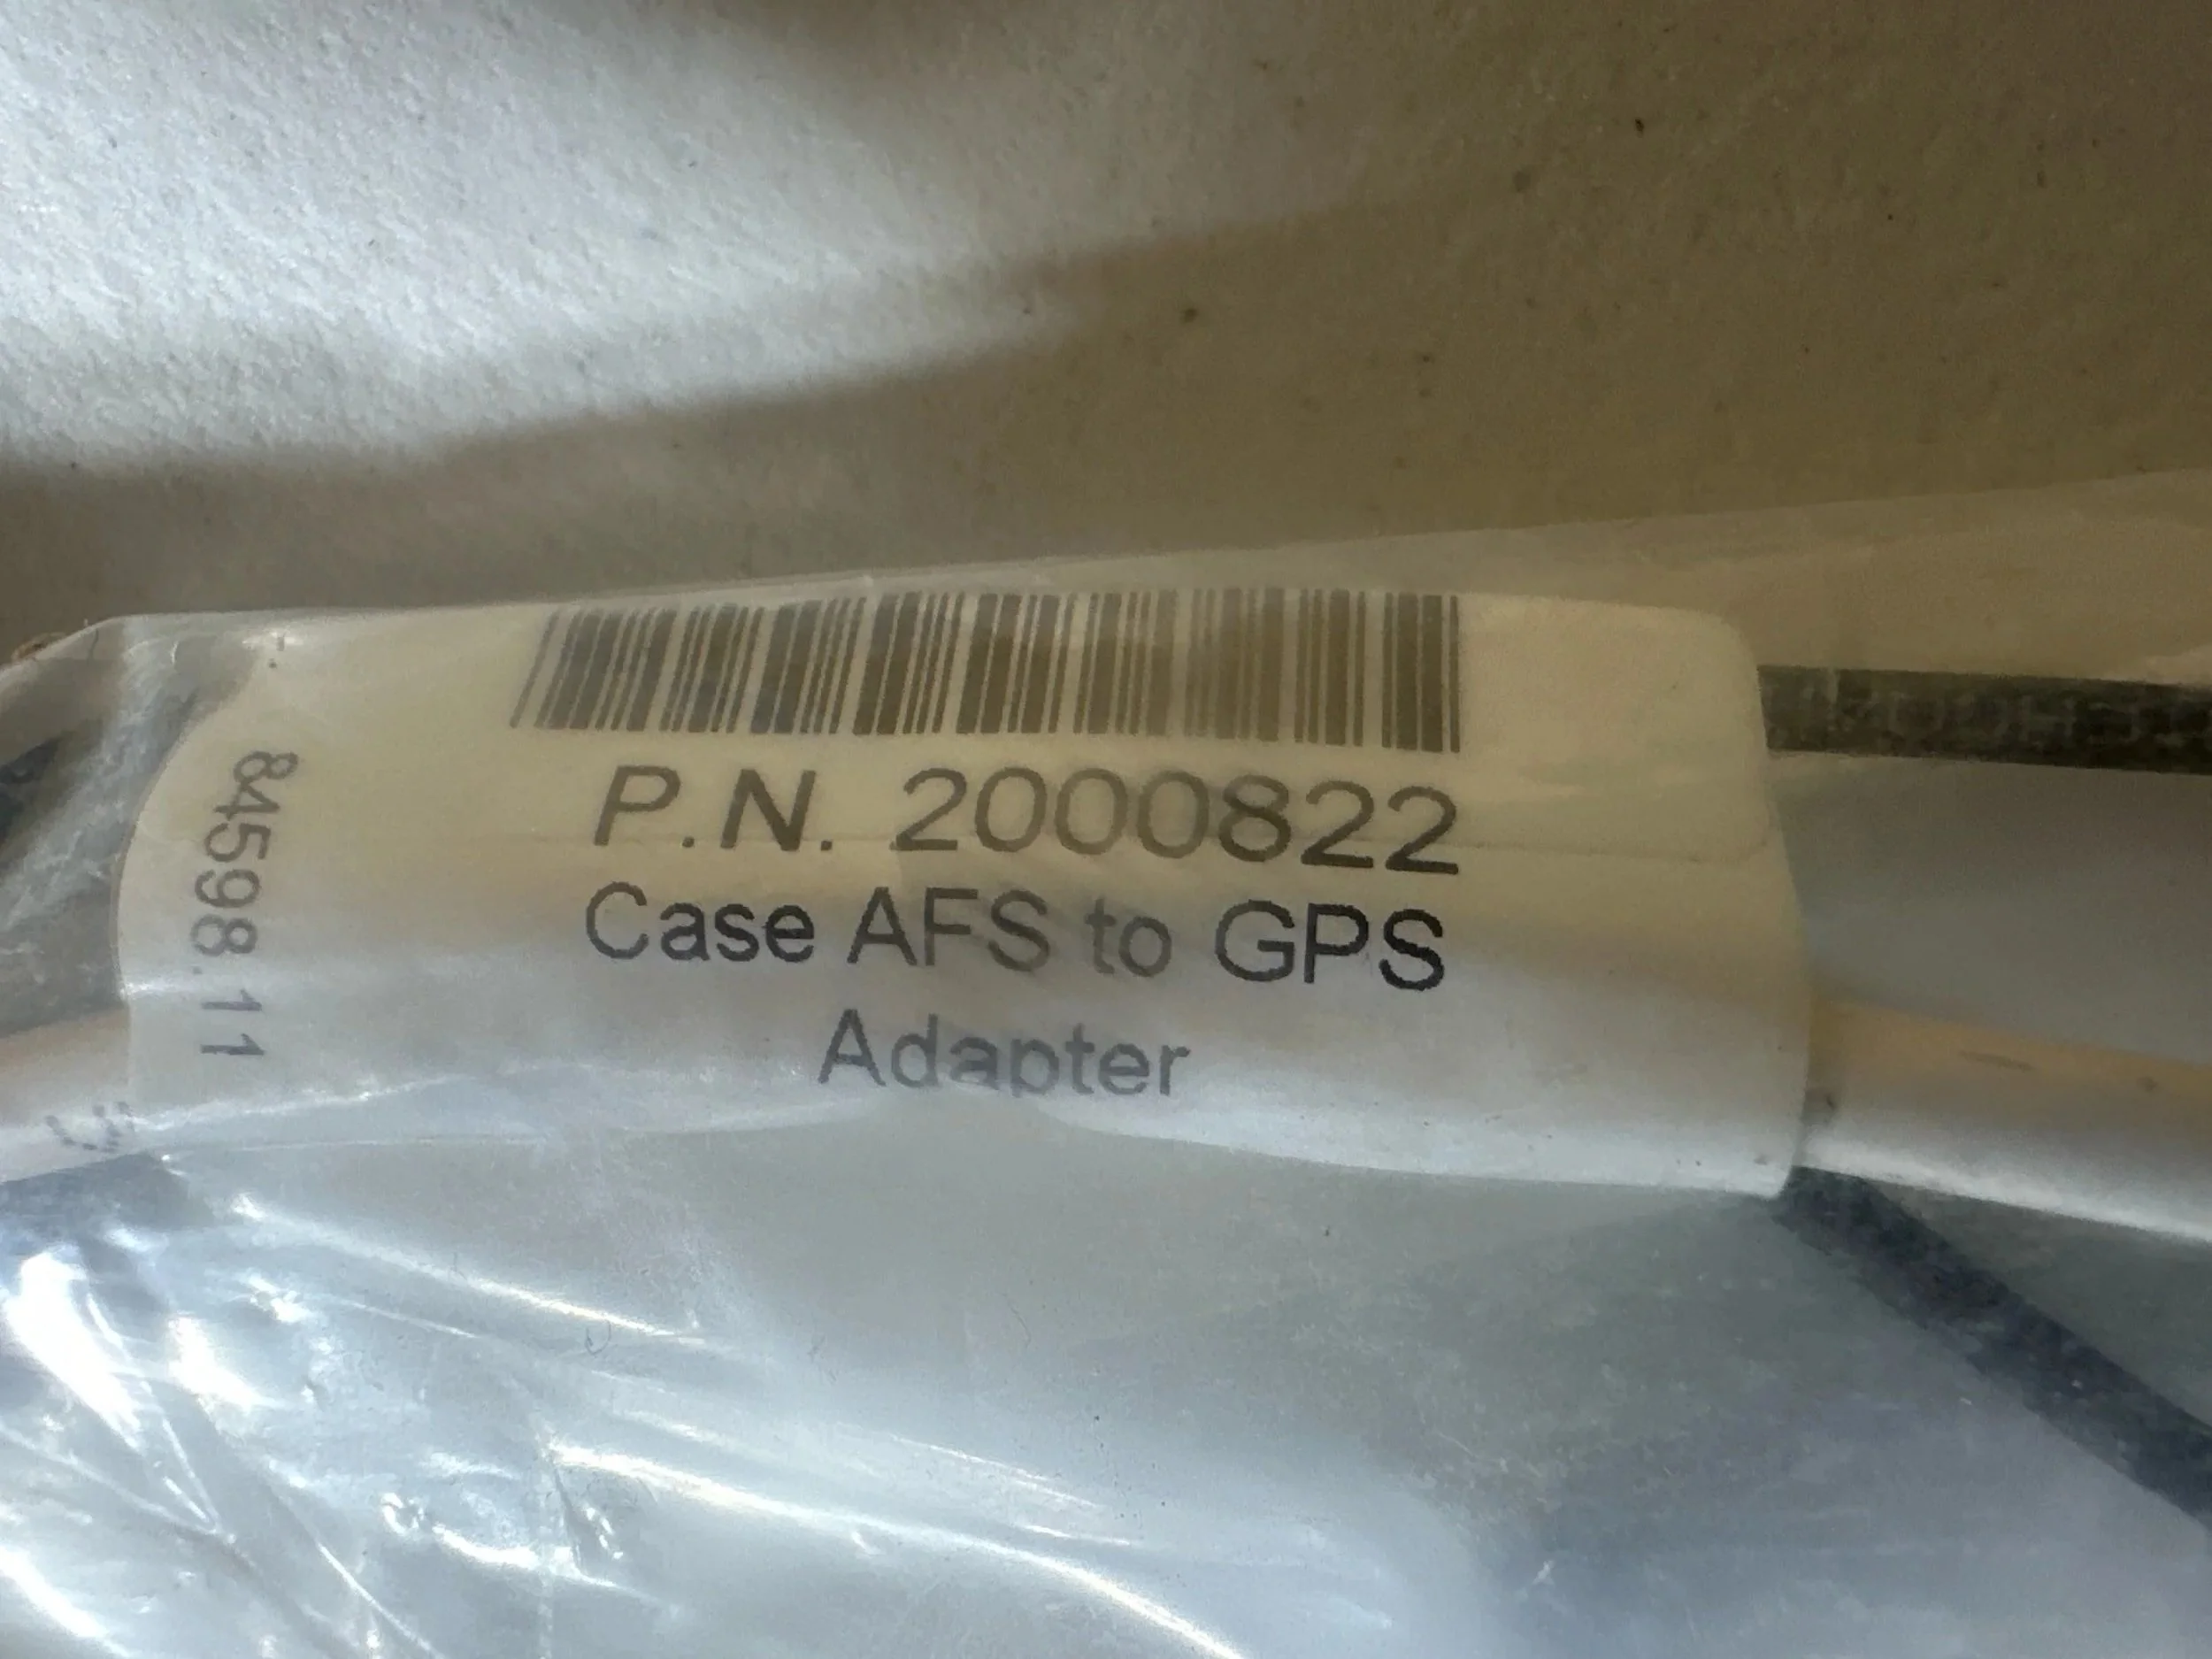 P.N. 2000822
Case AFS to GPS
Adapter
84598.11